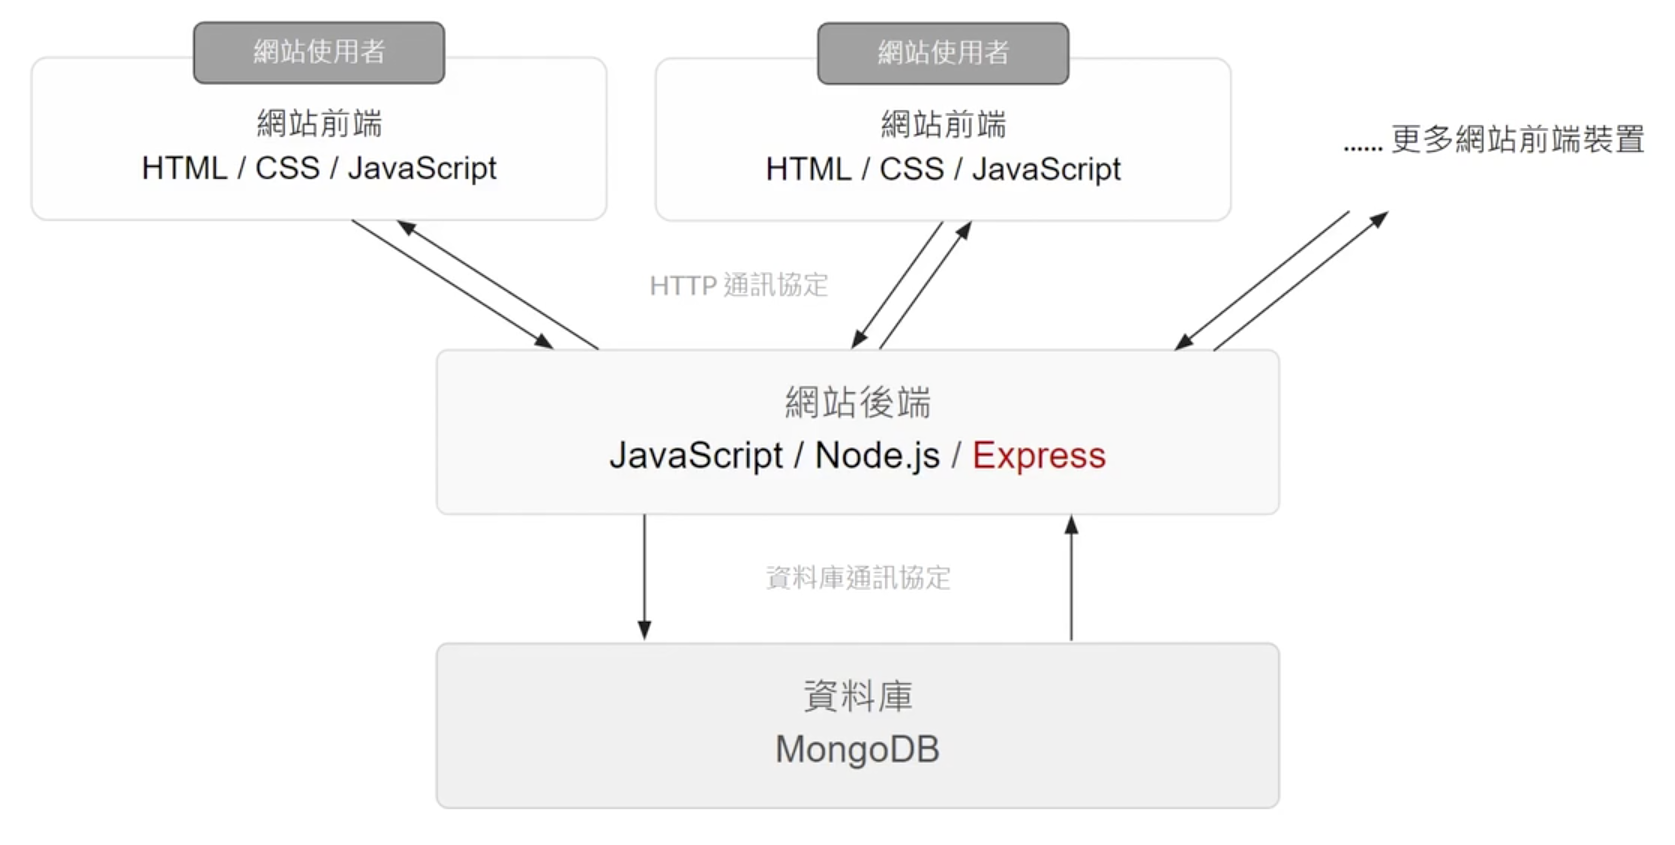 網站使用者
網站前端
HTML / CSS / JavaScript
網站使用者
網站前端
HTML / CSS / JavaScript
...... 更多網站前端裝置
HTTP 通訊協定
網站後端
JavaScript / Node.js / Express
資料庫通訊協定
資料庫
MongoDB